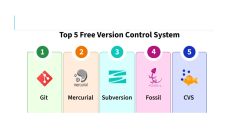 Top 5 Free Version Control System
1 2 3 4 5
Git Mercurial Subversion Fossil CVS